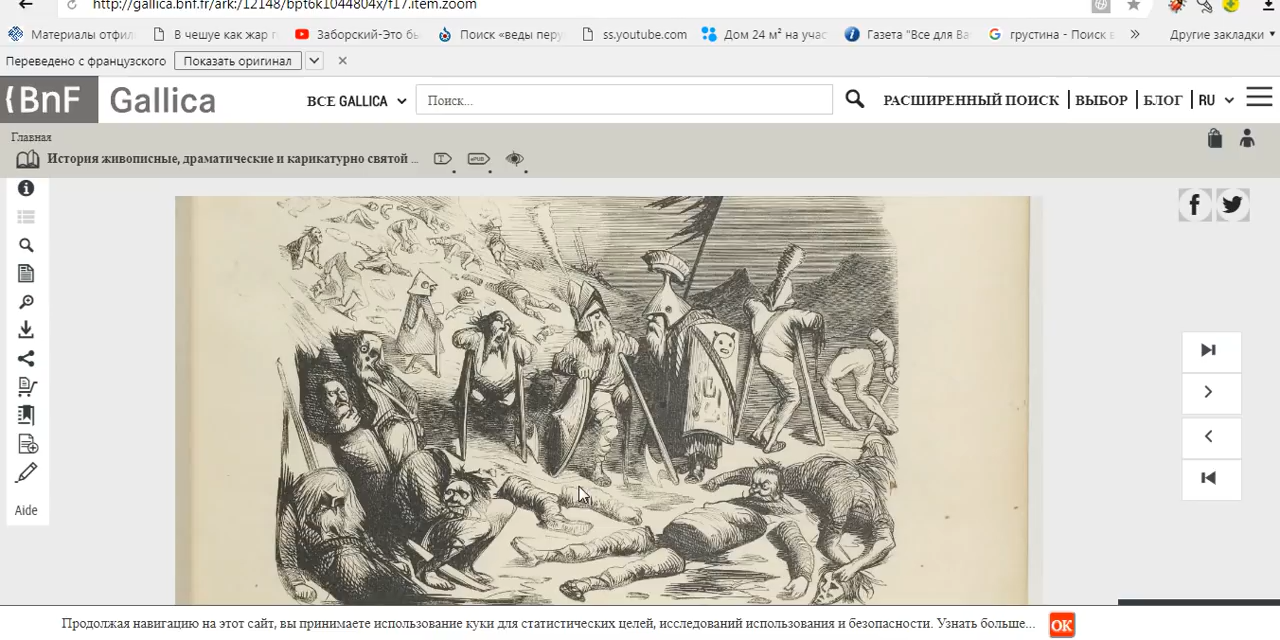 http://gallica.bnf.fr/ark:/12148/bpt6k1044804x/f17.item.zoom
Материалы отфил В чешуе как жар г Заборский-Это бы Поиск «веды перу ss.youtube.com Дом 24 м² на учас Газета "Все для Ва грустина - Поиск в Другие закладки
Переведено с французского Показать оригинал
BnF Gallica ВСЕ GALLICA Поиск... РАСШИРЕННЫЙ ПОИСК ВЫБОР БЛОГ RU
Главная
История живописные, драматические и карикатурно святой ...
Aide
Продолжая навигацию на этот сайт, вы принимаете использование куки для статистических целей, исследований использования и безопасности. Узнать больше... OK